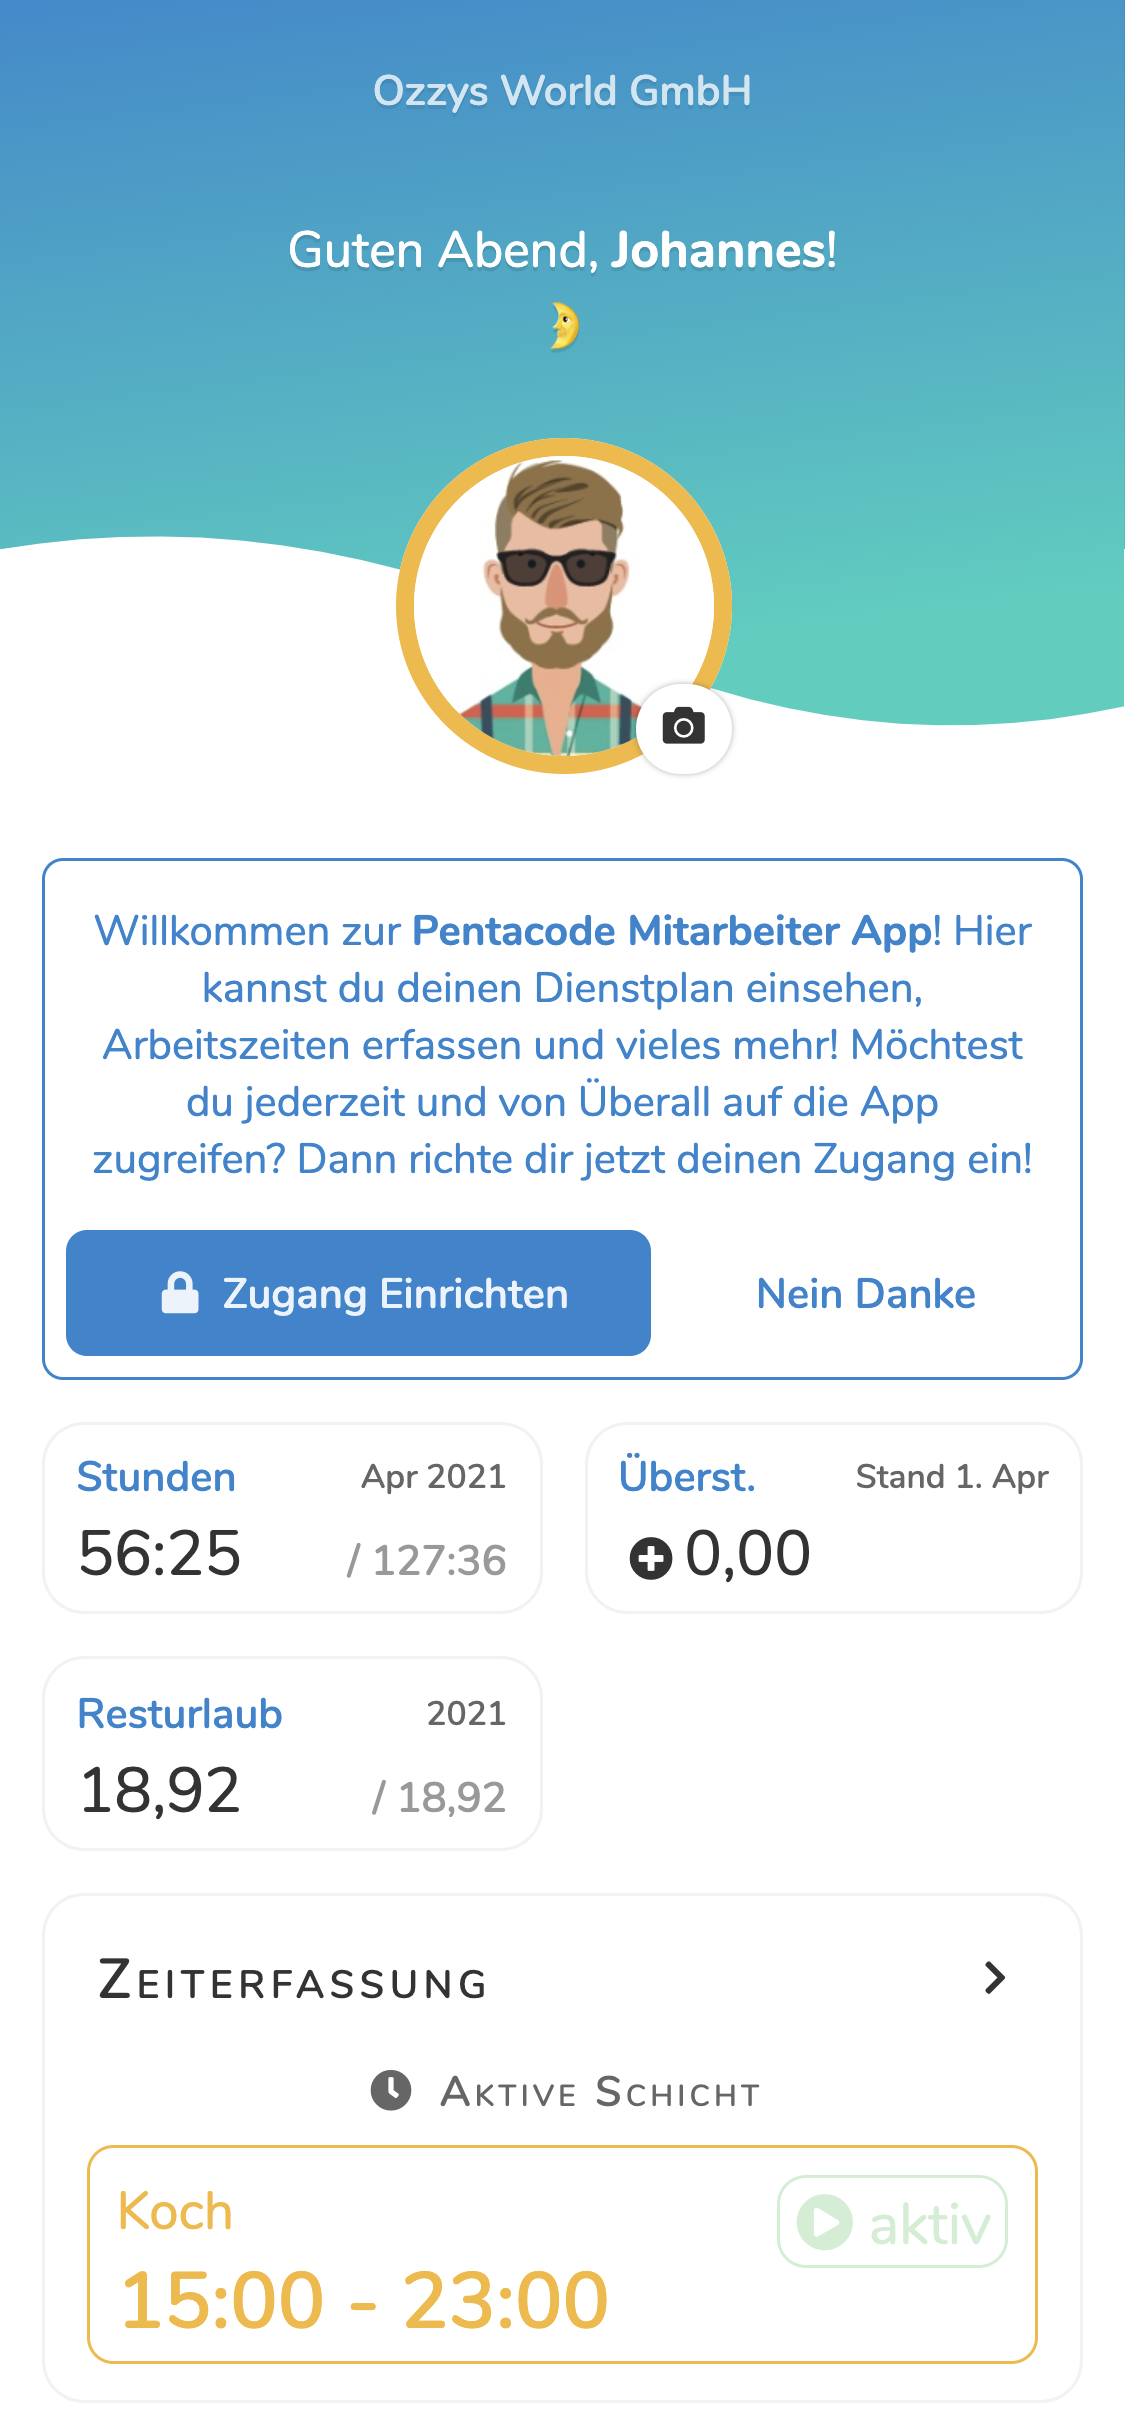 Ozzys World GmbH
Guten Abend, Johannes!
Willkommen zur Pentacode Mitarbeiter App! Hier
kannst du deinen Dienstplan einsehen,
Arbeitszeiten erfassen und vieles mehr! Möchtest
du jederzeit und von Überall auf die App
zugreifen? Dann richte dir jetzt deinen Zugang ein!
Zugang Einrichten
Nein Danke
Stunden Apr 2021
56:25 / 127:36
Überst. Stand 1. Apr
0,00
Resturlaub 2021
18,92 / 18,92
Zeiterfassung
Aktive Schicht
Koch
aktiv
15:00 - 23:00